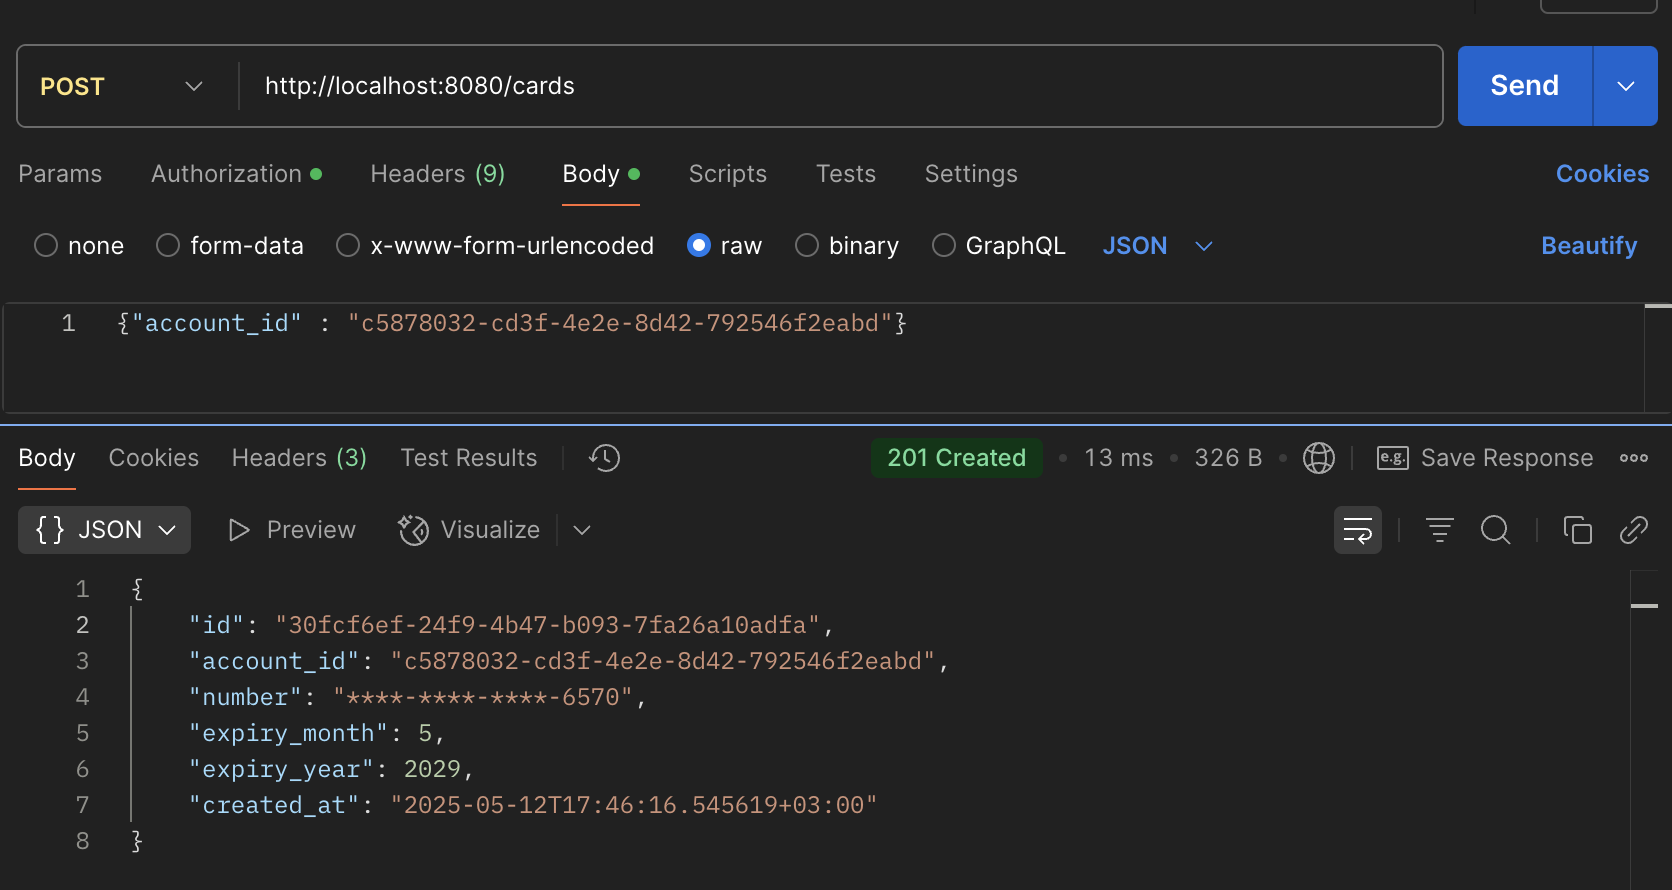 POST http://localhost:8080/cards Send
Params Authorization Headers (9) Body Scripts Tests Settings Cookies
none form-data x-www-form-urlencoded raw binary GraphQL JSON Beautify
1 {"account_id" : "c5878032-cd3f-4e2e-8d42-792546f2eabd"}
Body Cookies Headers (3) Test Results 201 Created • 13 ms • 326 B • e.g. Save Response
{} JSON Preview Visualize
1 {
2 "id": "30fcf6ef-24f9-4b47-b093-7fa26a10adfa",
3 "account_id": "c5878032-cd3f-4e2e-8d42-792546f2eabd",
4 "number": "****-****-****-6570",
5 "expiry_month": 5,
6 "expiry_year": 2029,
7 "created_at": "2025-05-12T17:46:16.545619+03:00"
8 }